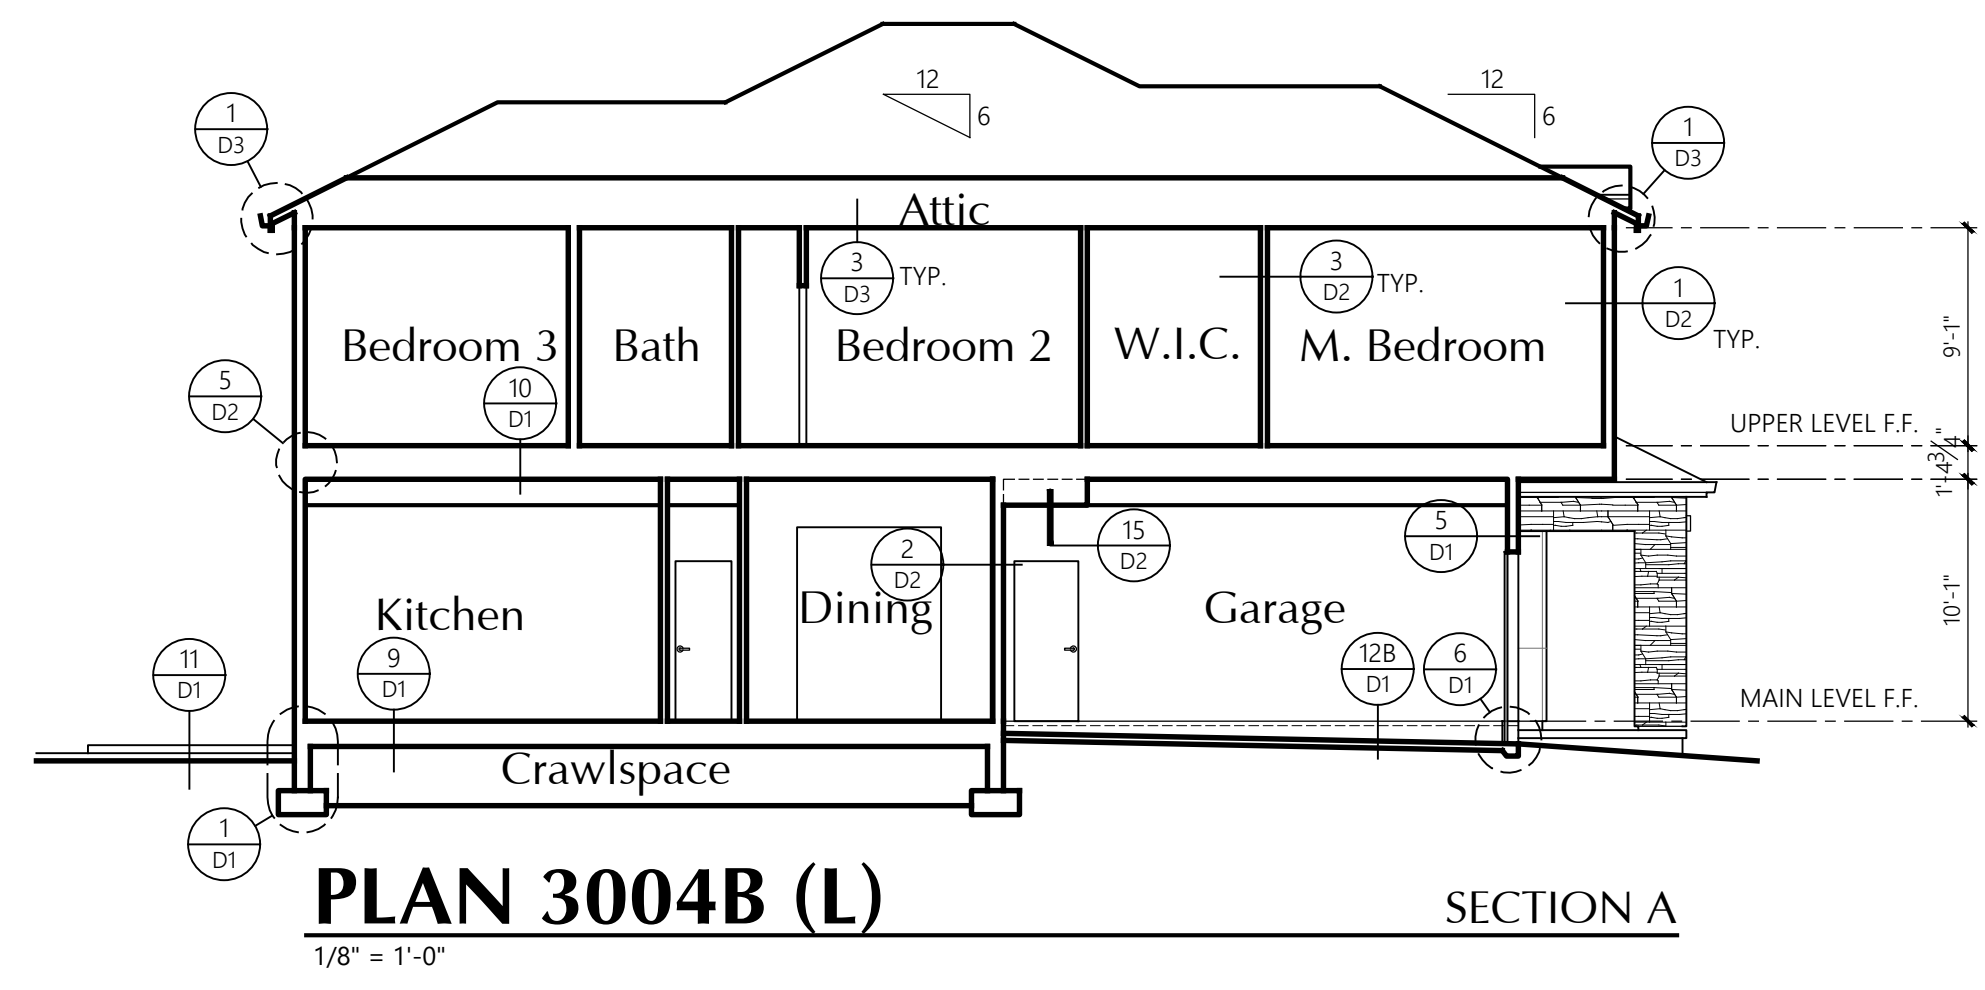 12
6
12
6
1
D3
1
D3
Attic
3
D3
TYP.
3
D2
TYP.
1
D2
TYP.
9'-1"
Bedroom 3
Bath
Bedroom 2
W.I.C.
M. Bedroom
5
D2
10
D1
UPPER LEVEL F.F.
1'-4 3/4"
2
D2
15
D2
5
D1
Kitchen
Dining
Garage
10'-1"
11
D1
9
D1
12B
D1
6
D1
MAIN LEVEL F.F.
Crawlspace
1
D1
PLAN 3004B (L)
SECTION A
1/8" = 1'-0"